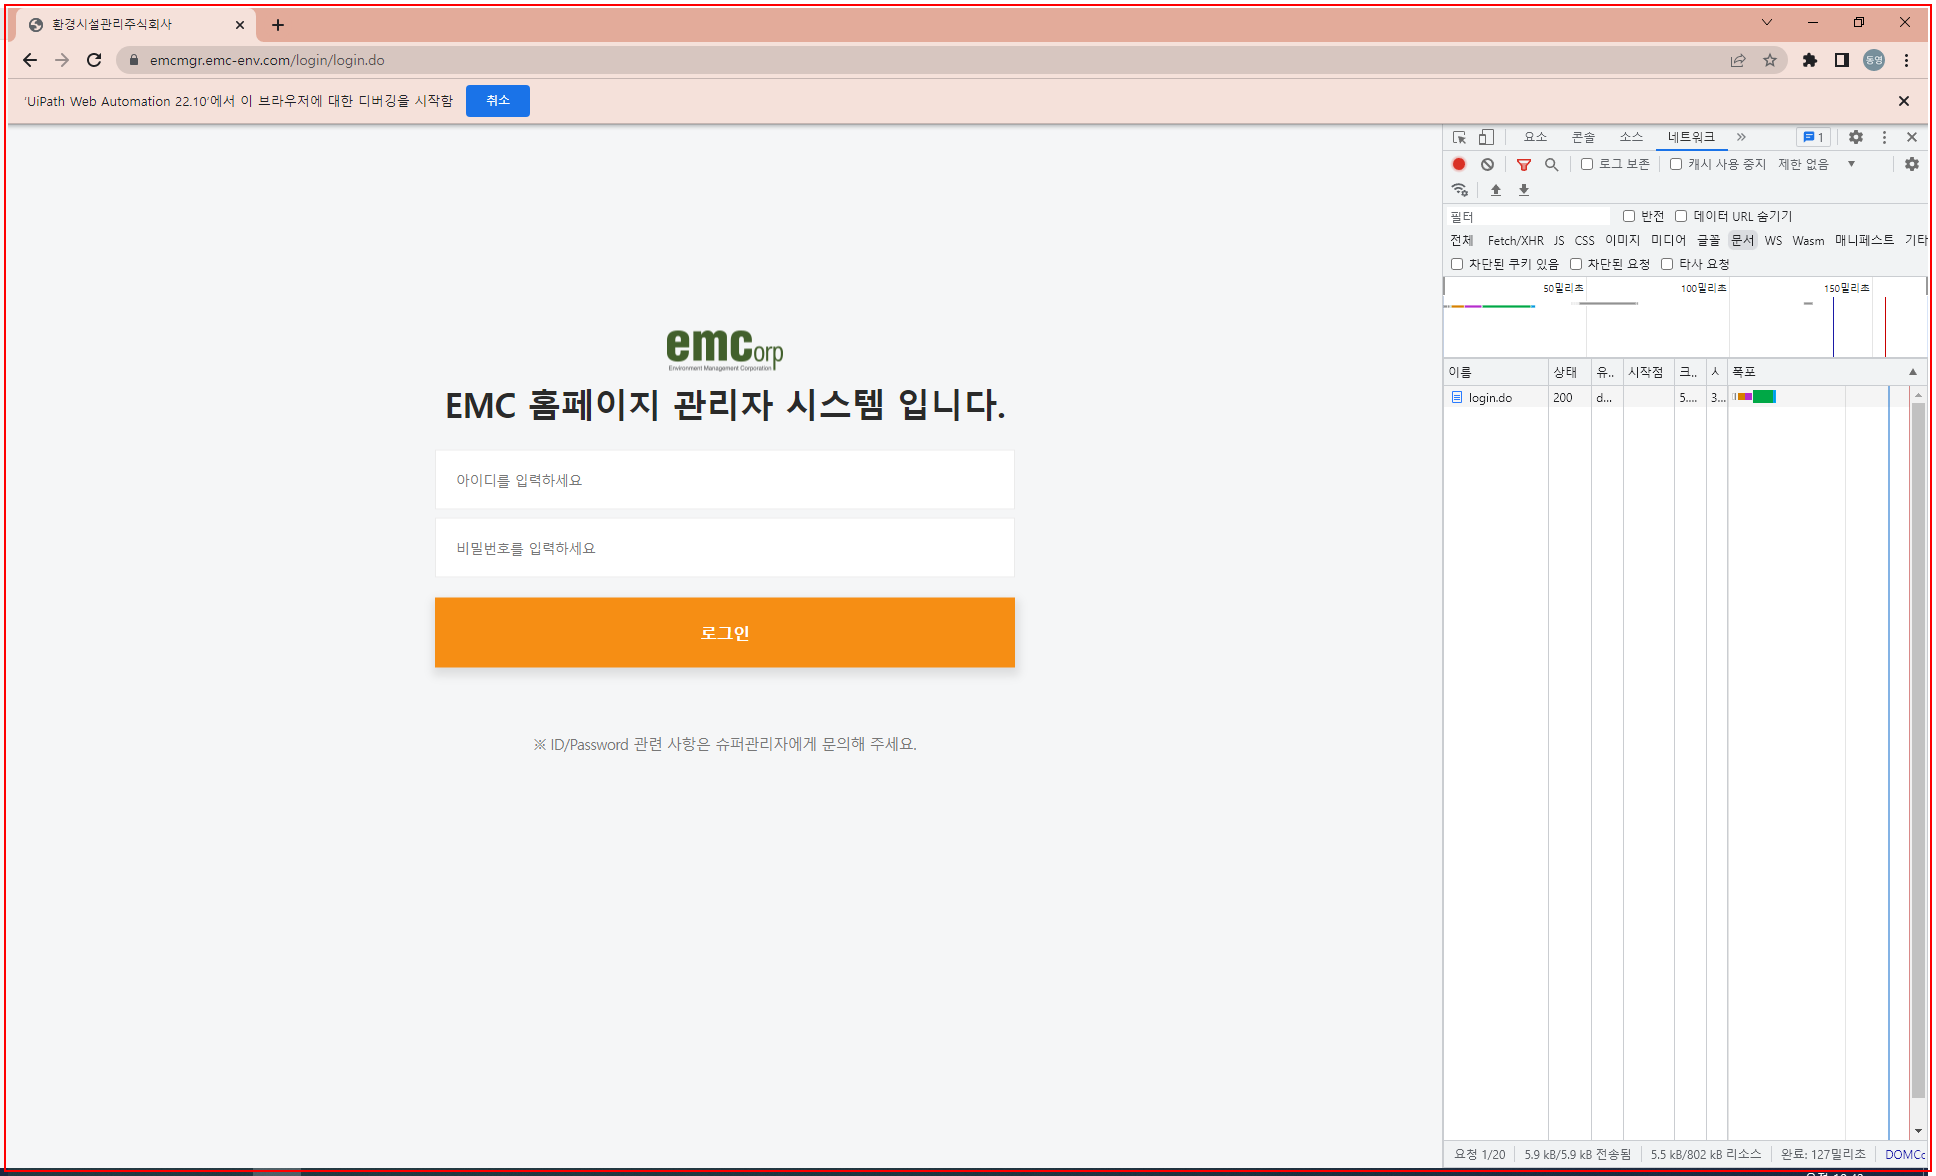 환경시설관리주식회사
emcmgr.emc-env.com/login/login.do
동영
'UiPath Web Automation 22.10'에서 이 브라우저에 대한 디버깅을 시작함
취소
emcorp
Environment Management Corporation
EMC 홈페이지 관리자 시스템 입니다.
아이디를 입력하세요
비밀번호를 입력하세요
로그인
※ ID/Password 관련 사항은 슈퍼관리자에게 문의해 주세요.
요소 콘솔 소스 네트워크 » 1
로그 보존 캐시 사용 중지 제한 없음
필터 반전 데이터 URL 숨기기
전체 Fetch/XHR JS CSS 이미지 미디어 글꼴 문서 WS Wasm 매니페스트 기타
차단된 쿠키 있음 차단된 요청 타사 요청
50밀리초 100밀리초 150밀리초
이름 상태 유.. 시작점 크.. 시 폭포
login.do 200 d... 5.... 3...
요청 1/20 5.9 kB/5.9 kB 전송됨 5.5 kB/802 kB 리소스 완료: 127밀리초 DOMCc